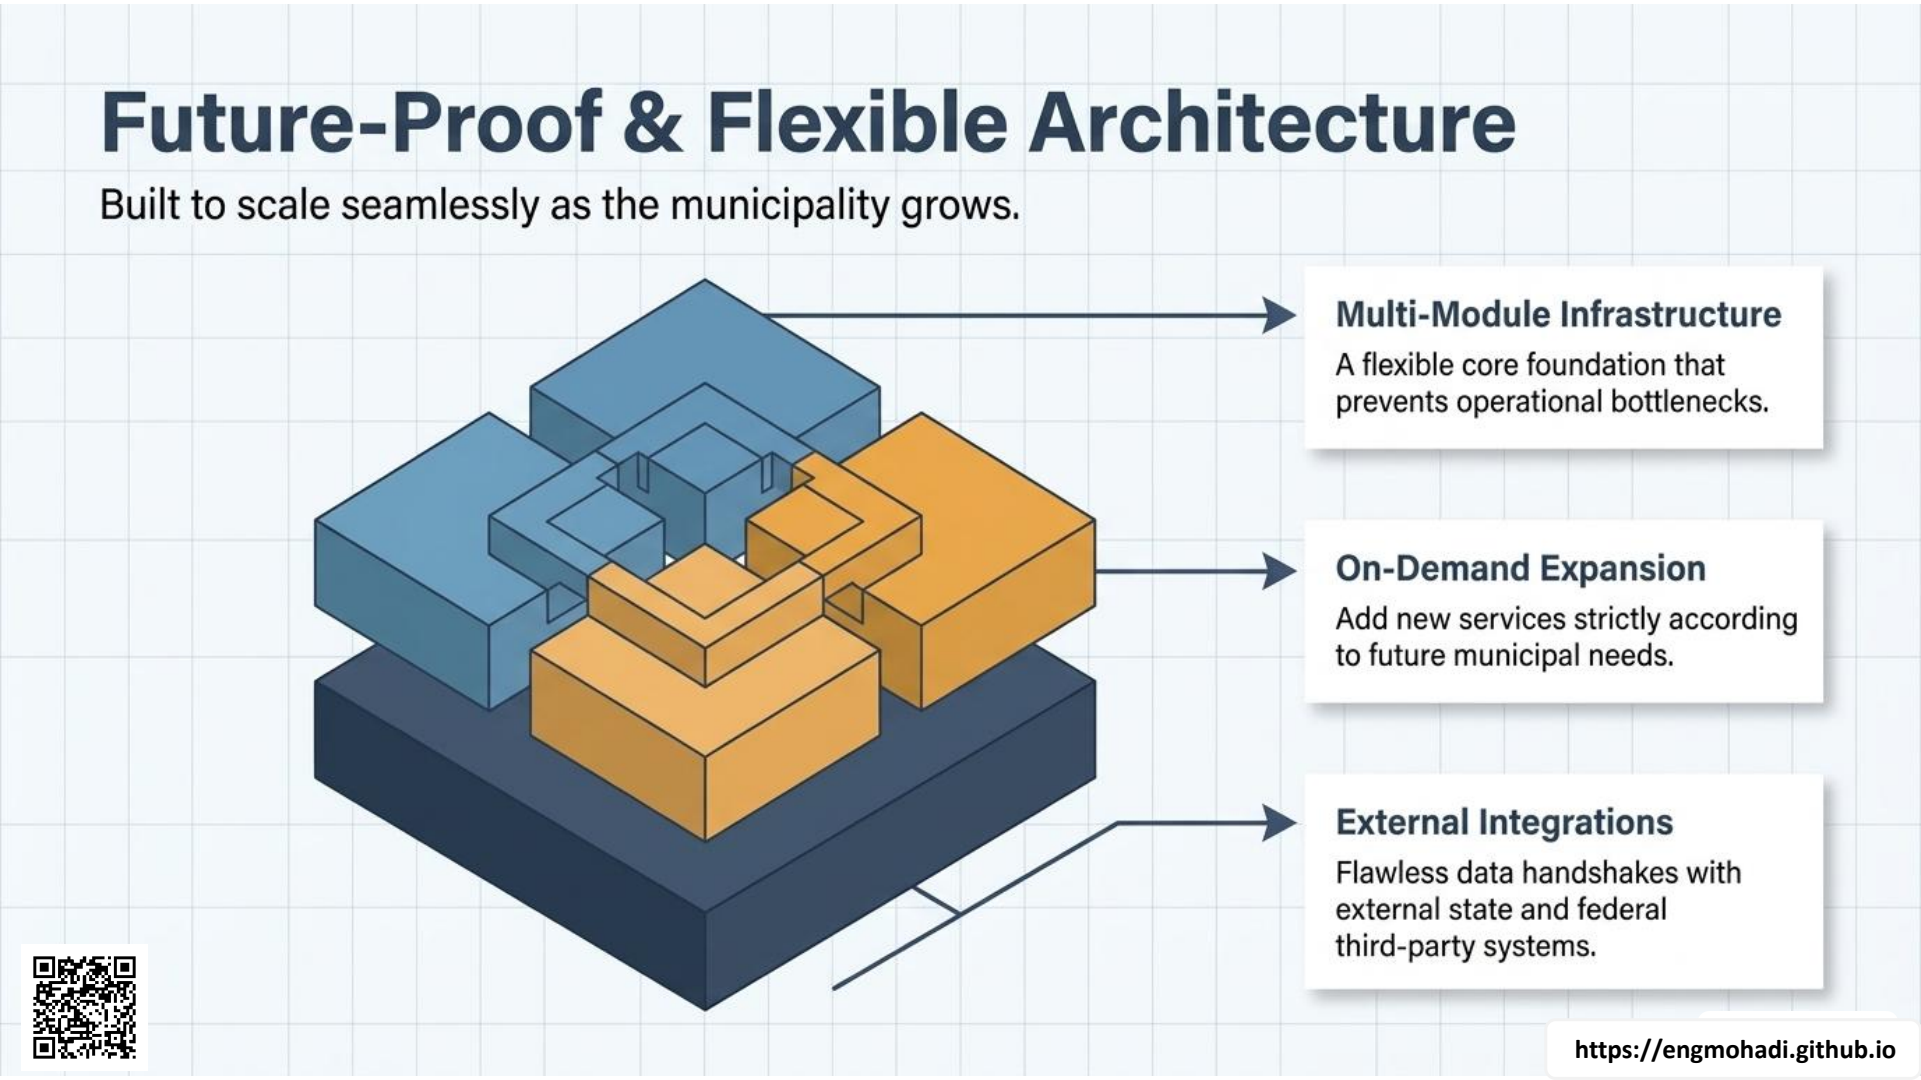 Future-Proof & Flexible Architecture
Built to scale seamlessly as the municipality grows.
Multi-Module Infrastructure
A flexible core foundation that
prevents operational bottlenecks.
On-Demand Expansion
Add new services strictly according
to future municipal needs.
External Integrations
Flawless data handshakes with
external state and federal
third-party systems.
https://engmohadi.github.io